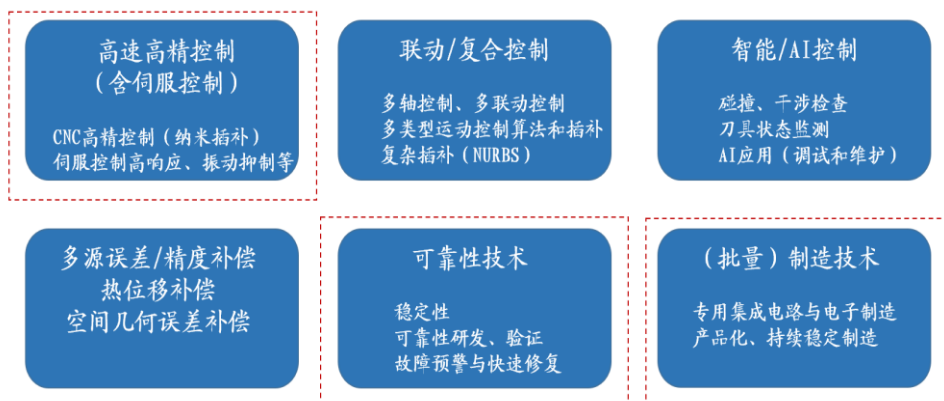 高速高精控制
（含伺服控制）
CNC高精控制（纳米插补）
伺服控制高响应、振动抑制等
联动/复合控制
多轴控制、多联动控制
多类型运动控制算法和插补
复杂插补（NURBS）
智能/AI控制
碰撞、干涉检查
刀具状态监测
AI应用（调试和维护）
多源误差/精度补偿
热位移补偿
空间几何误差补偿
可靠性技术
稳定性
可靠性研发、验证
故障预警与快速修复
（批量）制造技术
专用集成电路与电子制造
产品化、持续稳定制造